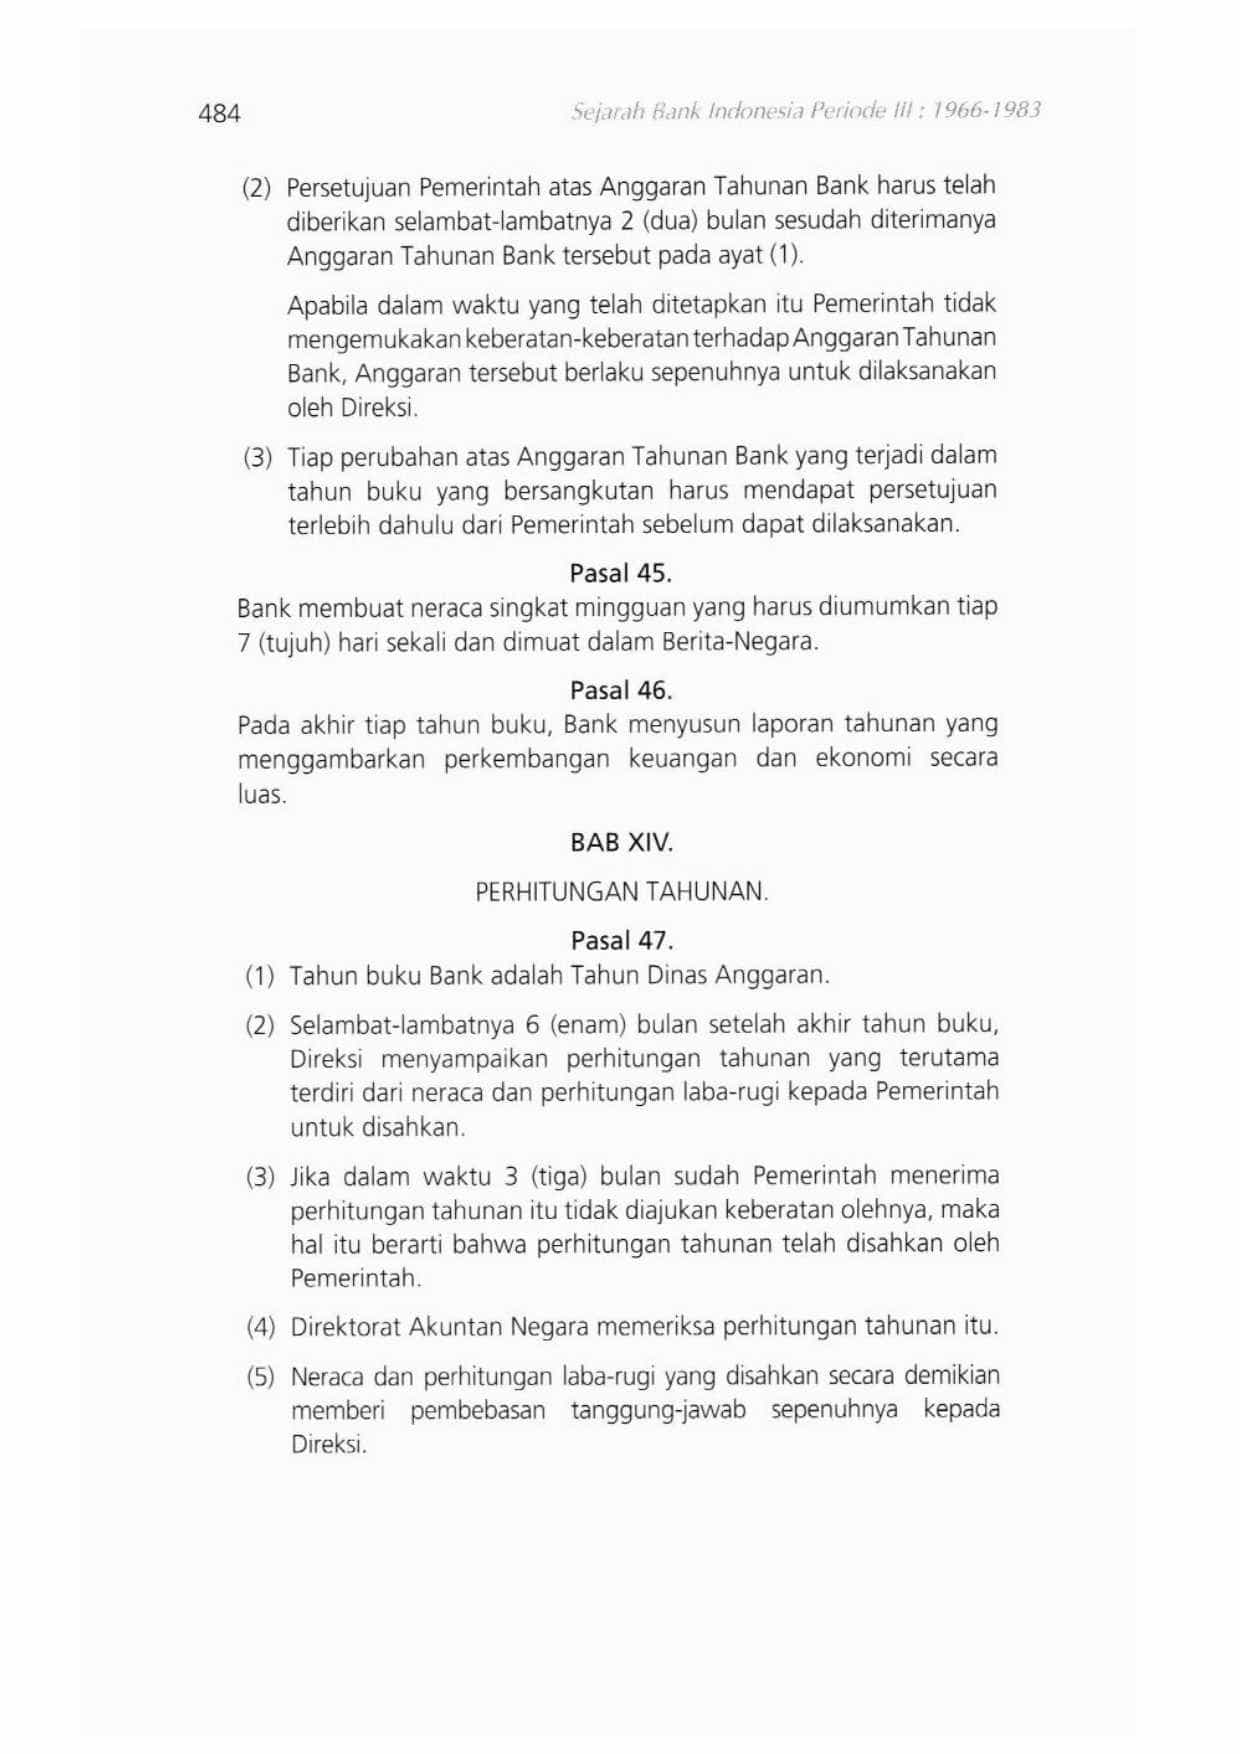 484
Sejarah Bank Indonesia Periode III : 1966-1983
(2) Persetujuan Pemerintah atas Anggaran Tahunan Bank harus telah
diberikan selambat-lambatnya 2 (dua) bulan sesudah diterimanya
Anggaran Tahunan Bank tersebut pada ayat (1).
Apabila dalam waktu yang telah ditetapkan itu Pemerintah tidak
mengemukakan keberatan-keberatan terhadap Anggaran Tahunan
Bank, Anggaran tersebut berlaku sepenuhnya untuk dilaksanakan
oleh Direksi.
(3) Tiap perubahan atas Anggaran Tahunan Bank yang terjadi dalam
tahun buku yang bersangkutan harus mendapat persetujuan
terlebih dahulu dari Pemerintah sebelum dapat dilaksanakan.
Pasal 45.
Bank membuat neraca singkat mingguan yang harus diumumkan tiap
7 (tujuh) hari sekali dan dimuat dalam Berita-Negara.
Pasal 46.
Pada akhir tiap tahun buku, Bank menyusun laporan tahunan yang
menggambarkan perkembangan keuangan dan ekonomi secara
luas.
BAB XIV.
PERHITUNGAN TAHUNAN.
Pasal 47.
(1) Tahun buku Bank adalah Tahun Dinas Anggaran.
(2) Selambat-lambatnya 6 (enam) bulan setelah akhir tahun buku,
Direksi menyampaikan perhitungan tahunan yang terutama
terdiri dari neraca dan perhitungan laba-rugi kepada Pemerintah
untuk disahkan.
(3) Jika dalam waktu 3 (tiga) bulan sudah Pemerintah menerima
perhitungan tahunan itu tidak diajukan keberatan olehnya, maka
hal itu berarti bahwa perhitungan tahunan telah disahkan oleh
Pemerintah.
(4) Direktorat Akuntan Negara memeriksa perhitungan tahunan itu.
(5) Neraca dan perhitungan laba-rugi yang disahkan secara demikian
memberi pembebasan tanggung-jawab sepenuhnya kepada
Direksi.